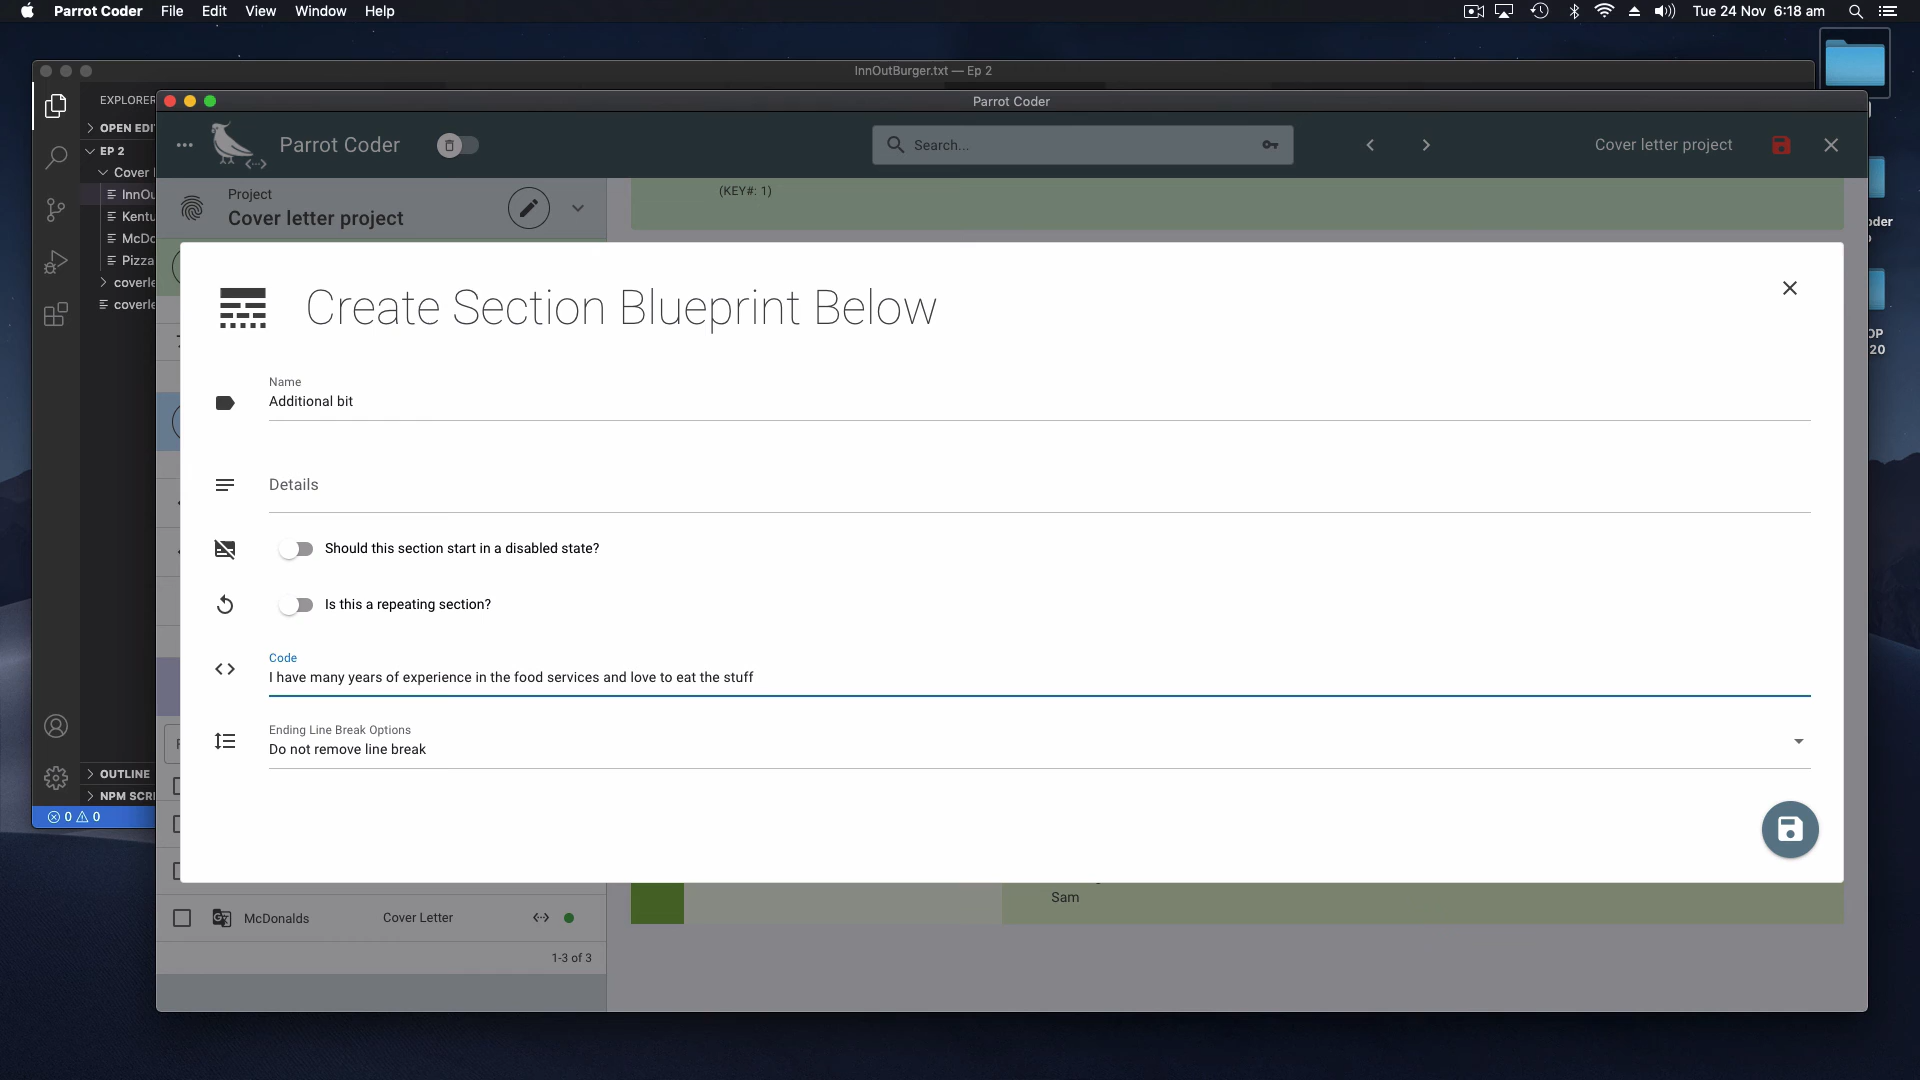 Parrot Coder File Edit View Window Help
Tue 24 Nov 6:18 am
InnOutBurger.txt — Ep 2
EXPLORER
Parrot Coder
OPEN EDI
Parrot Coder
Search...
Cover letter project
EP 2
Cover
InnOu
Kentu
McDo
Pizza
coverle
coverle
Project
Cover letter project
(KEY#: 1)
Create Section Blueprint Below
Name
Additional bit
Details
Should this section start in a disabled state?
Is this a repeating section?
Code
I have many years of experience in the food services and love to eat the stuff
Ending Line Break Options
Do not remove line break
OUTLINE
NPM SCRI
0 0
Sam
McDonalds Cover Letter
1-3 of 3
oder
OP
20